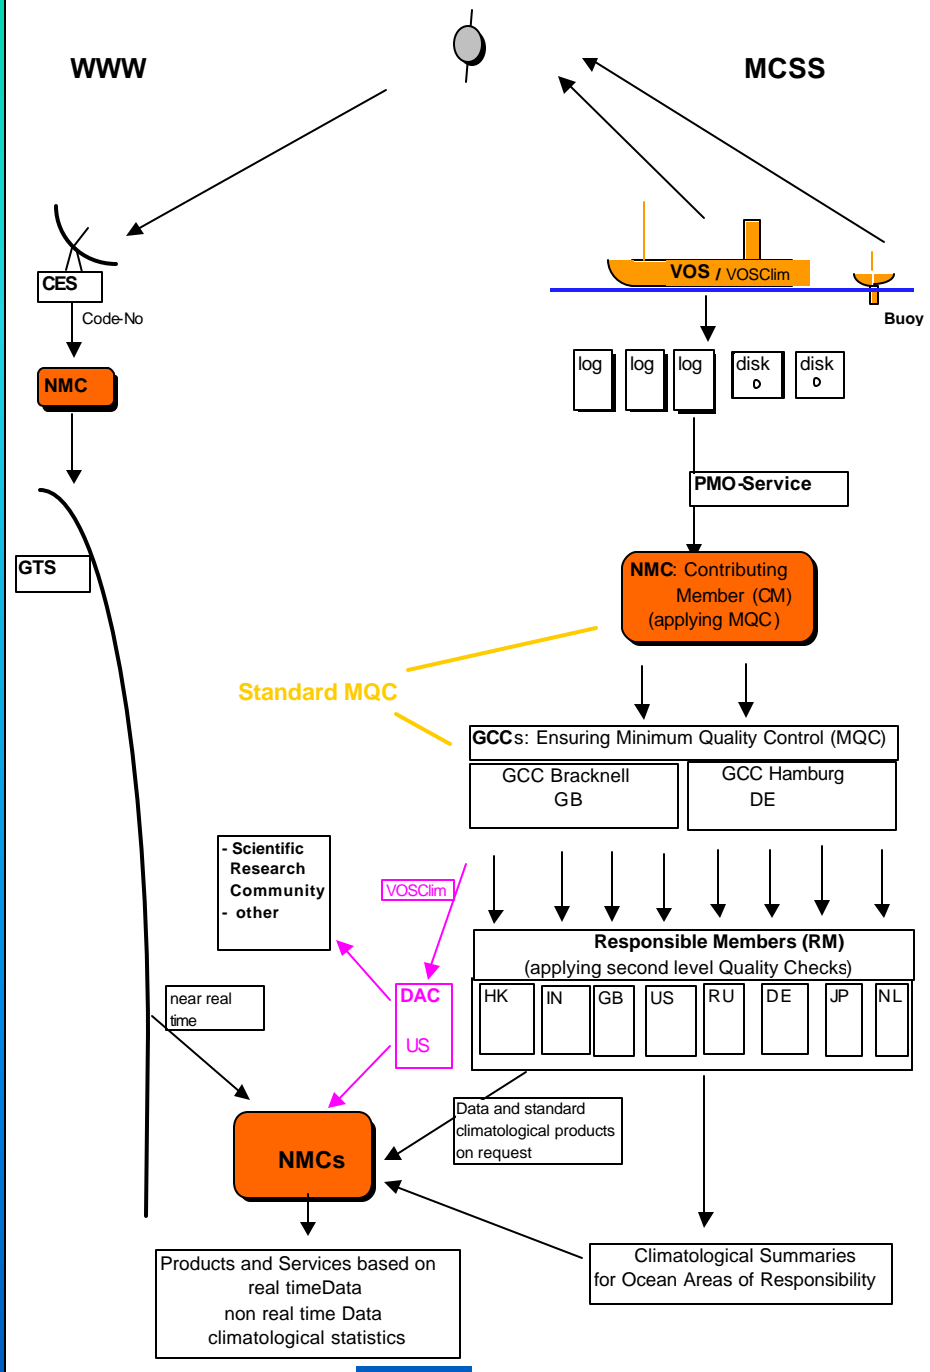 WWW
MCSS
CES
Code-No
NMC
GTS
VOS / VOSClim
Buoy
log
log
log
disk
disk
PMO-Service
NMC: Contributing
Member (CM)
(applying MQC)
Standard MQC
GCCs: Ensuring Minimum Quality Control (MQC)
GCC Bracknell
GB
GCC Hamburg
DE
- Scientific
Research
Community
- other
VOSClim
Responsible Members (RM)
(applying second level Quality Checks)
HK
IN
GB
US
RU
DE
JP
NL
DAC
US
near real
time
Data and standard
climatological products
on request
NMCs
Products and Services based on
real timeData
non real time Data
climatological statistics
Climatological Summaries
for Ocean Areas of Responsibility